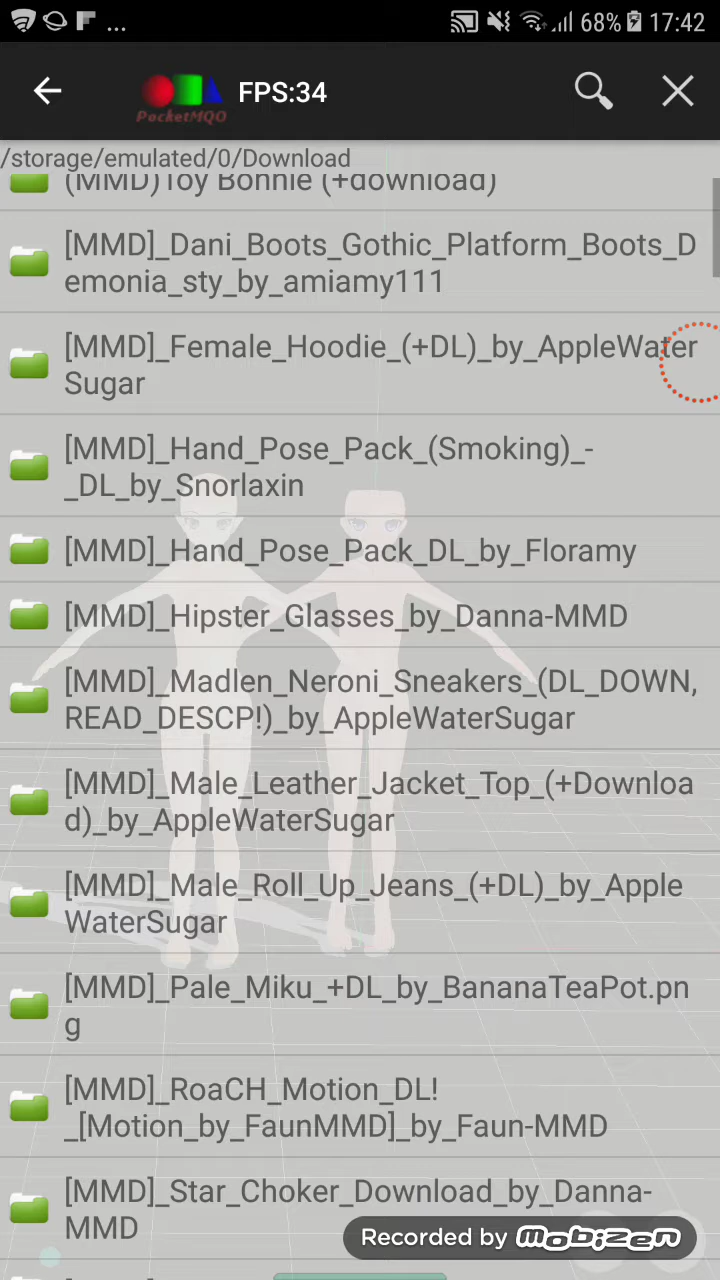 ... 68% 17:42
PocketMQO FPS:34
/storage/emulated/0/Download
(MMD)Toy Bonnie (+download)
[MMD]_Dani_Boots_Gothic_Platform_Boots_D
emonia_sty_by_amiamy111
[MMD]_Female_Hoodie_(+DL)_by_AppleWater
Sugar
[MMD]_Hand_Pose_Pack_(Smoking)_-
_DL_by_Snorlaxin
[MMD]_Hand_Pose_Pack_DL_by_Floramy
[MMD]_Hipster_Glasses_by_Danna-MMD
[MMD]_Madlen_Neroni_Sneakers_(DL_DOWN,
READ_DESCP!)_by_AppleWaterSugar
[MMD]_Male_Leather_Jacket_Top_(+Downloa
d)_by_AppleWaterSugar
[MMD]_Male_Roll_Up_Jeans_(+DL)_by_Apple
WaterSugar
[MMD]_Pale_Miku_+DL_by_BananaTeaPot.pn
g
[MMD]_RoaCH_Motion_DL!
_[Motion_by_FaunMMD]_by_Faun-MMD
[MMD]_Star_Choker_Download_by_Danna-
MMD
Recorded by mobizen